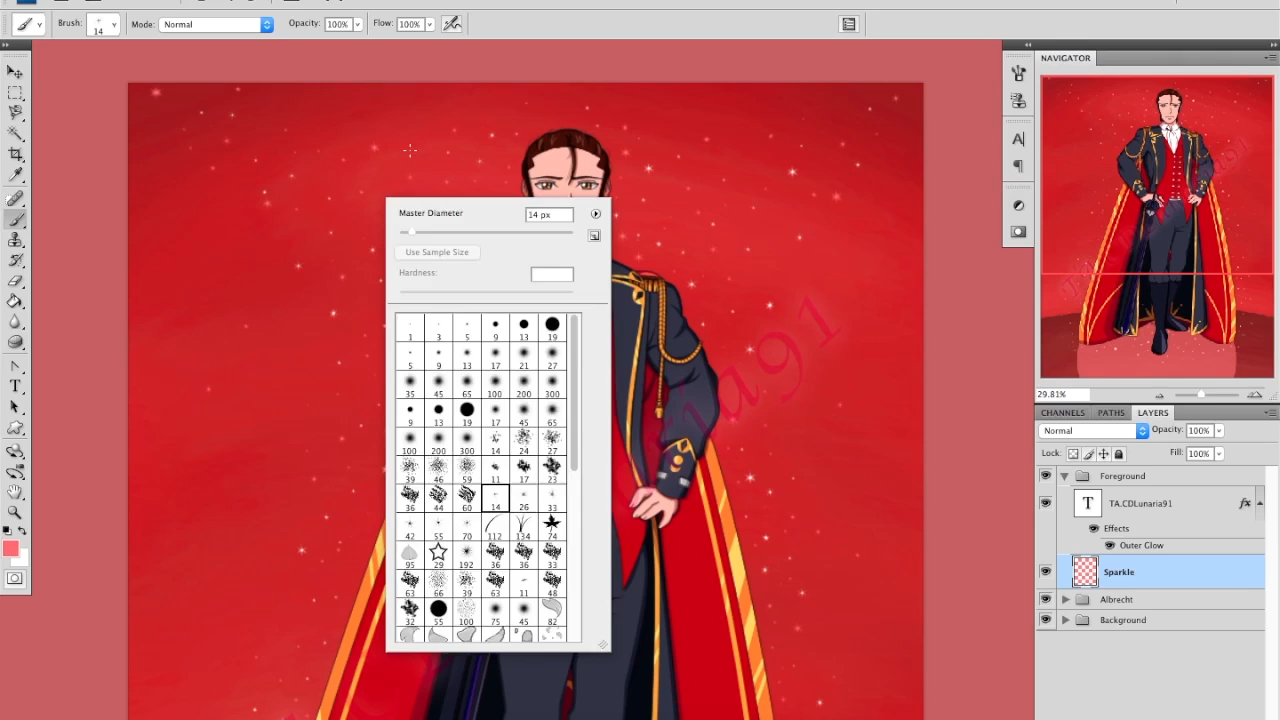 Brush:
14
Mode:
Normal
Opacity:
100%
Flow:
100%
NAVIGATOR
Master Diameter
14 px
Use Sample Size
Hardness:
1 3 5 9 13 19
5 9 13 17 21 27
35 45 65 100 200 300
9 13 19 17 45 65
100 200 300 14 24 27
39 46 59 11 17 23
36 44 60 14 26 33
42 55 70 112 134 74
95 29 192 36 36 33
63 66 39 63 11 48
32 55 100 75 45 82
29.81%
CHANNELS
PATHS
LAYERS
Normal
Opacity:
100%
Lock:
Fill:
100%
Foreground
T
TA.CDLunaria91
fx
Effects
Outer Glow
Sparkle
Albrecht
Background